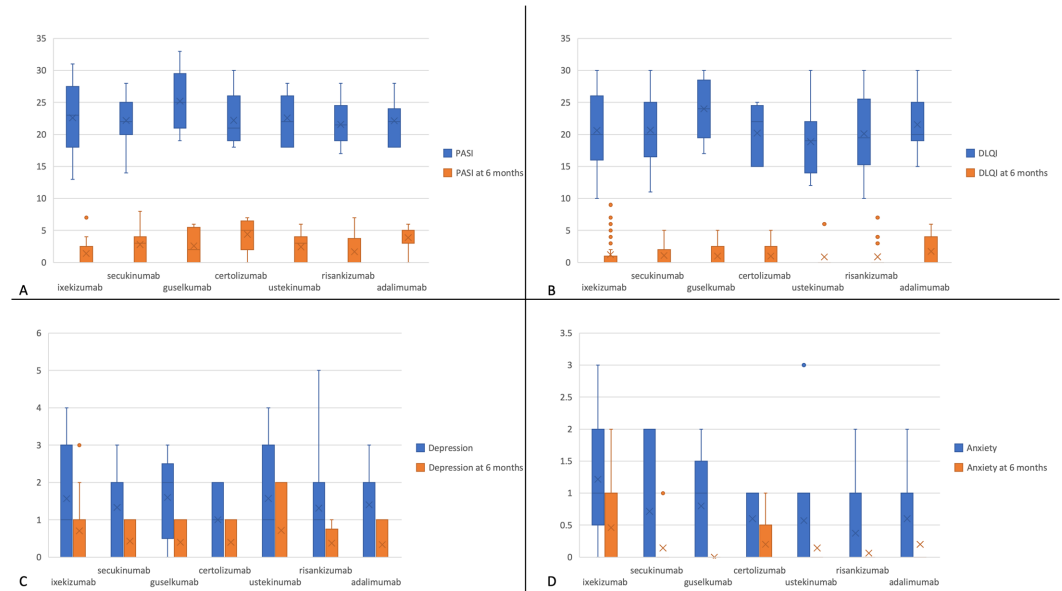 35
30
25
20
15
10
5
0
PASI
PASI at 6 months
secukinumab certolizumab risankizumab
ixekizumab guselkumab ustekinumab adalimumab
A
35
30
25
20
15
10
5
0
DLQI
DLQI at 6 months
secukinumab certolizumab risankizumab
ixekizumab guselkumab ustekinumab adalimumab
B
6
5
4
3
2
1
0
Depression
Depression at 6 months
secukinumab certolizumab risankizumab
ixekizumab guselkumab ustekinumab adalimumab
C
3.5
3
2.5
2
1.5
1
0.5
0
Anxiety
Anxiety at 6 months
secukinumab certolizumab risankizumab
ixekizumab guselkumab ustekinumab adalimumab
D